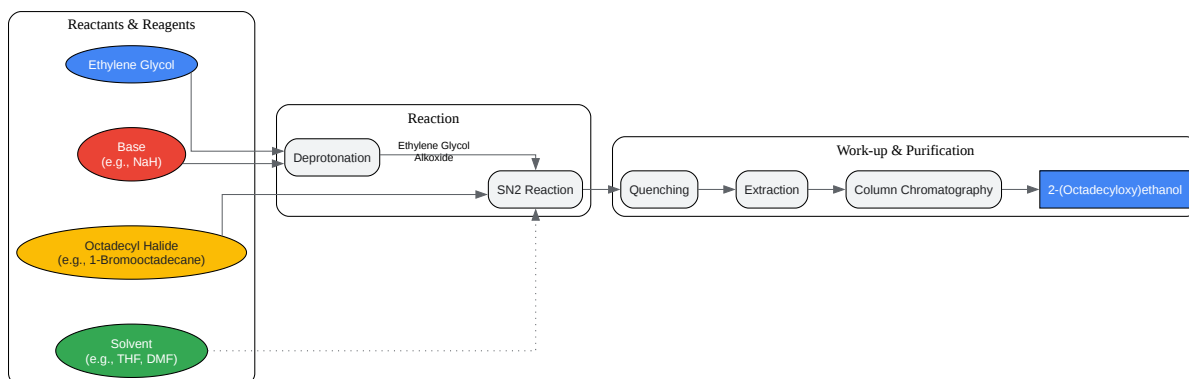 Reactants & Reagents
Ethylene Glycol
Base
(e.g., NaH)
Octadecyl Halide
(e.g., 1-Bromooctadecane)
Solvent
(e.g., THF, DMF)
Reaction
Deprotonation
Ethylene Glycol
Alkoxide
SN2 Reaction
Work-up & Purification
Quenching
Extraction
Column Chromatography
2-(Octadecyloxy)ethanol